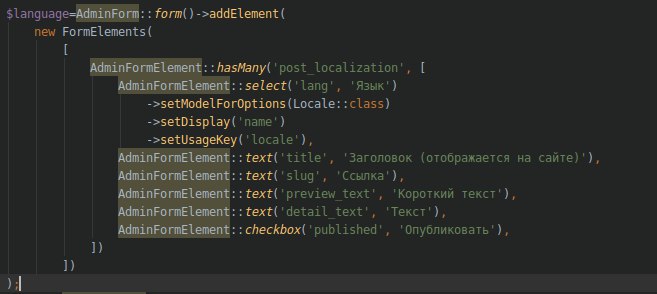 $language=AdminForm::form()->addElement(
    new FormElements(
        [
            AdminFormElement::hasMany('post_localization', [
                AdminFormElement::select('lang', 'Язык')
                    ->setModelForOptions(Locale::class)
                    ->setDisplay('name')
                    ->setUsageKey('locale'),
                AdminFormElement::text('title', 'Заголовок (отображается на сайте)'),
                AdminFormElement::text('slug', 'Ссылка'),
                AdminFormElement::text('preview_text', 'Короткий текст'),
                AdminFormElement::text('detail_text', 'Текст'),
                AdminFormElement::checkbox('published', 'Опубликовать'),
            ])
        ])
);